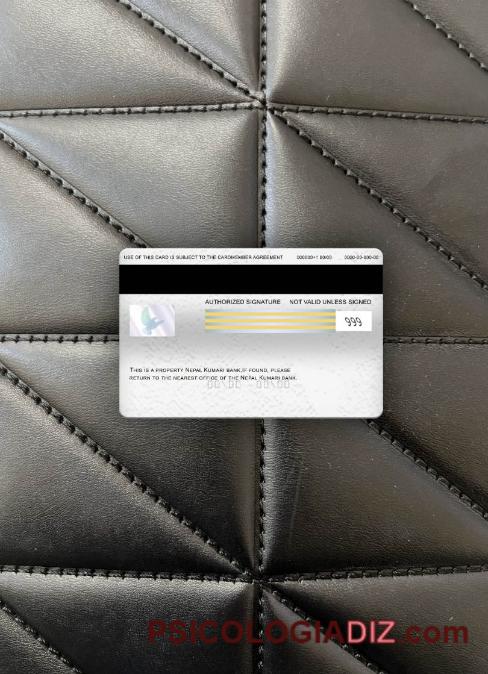 USE OF THIS CARD IS SUBJECT TO THE CARDMEMBER AGREEMENT
AUTHORIZED SIGNATURE NOT VALID UNLESS SIGNED
999
THIS IS A PROPERTY NEPAL KUMARI BANK,IF FOUND, PLEASE
RETURN TO THE NEAREST OFFICE OF THE NEPAL KUMARI BANK.
PSICOLOGIADIZ.com